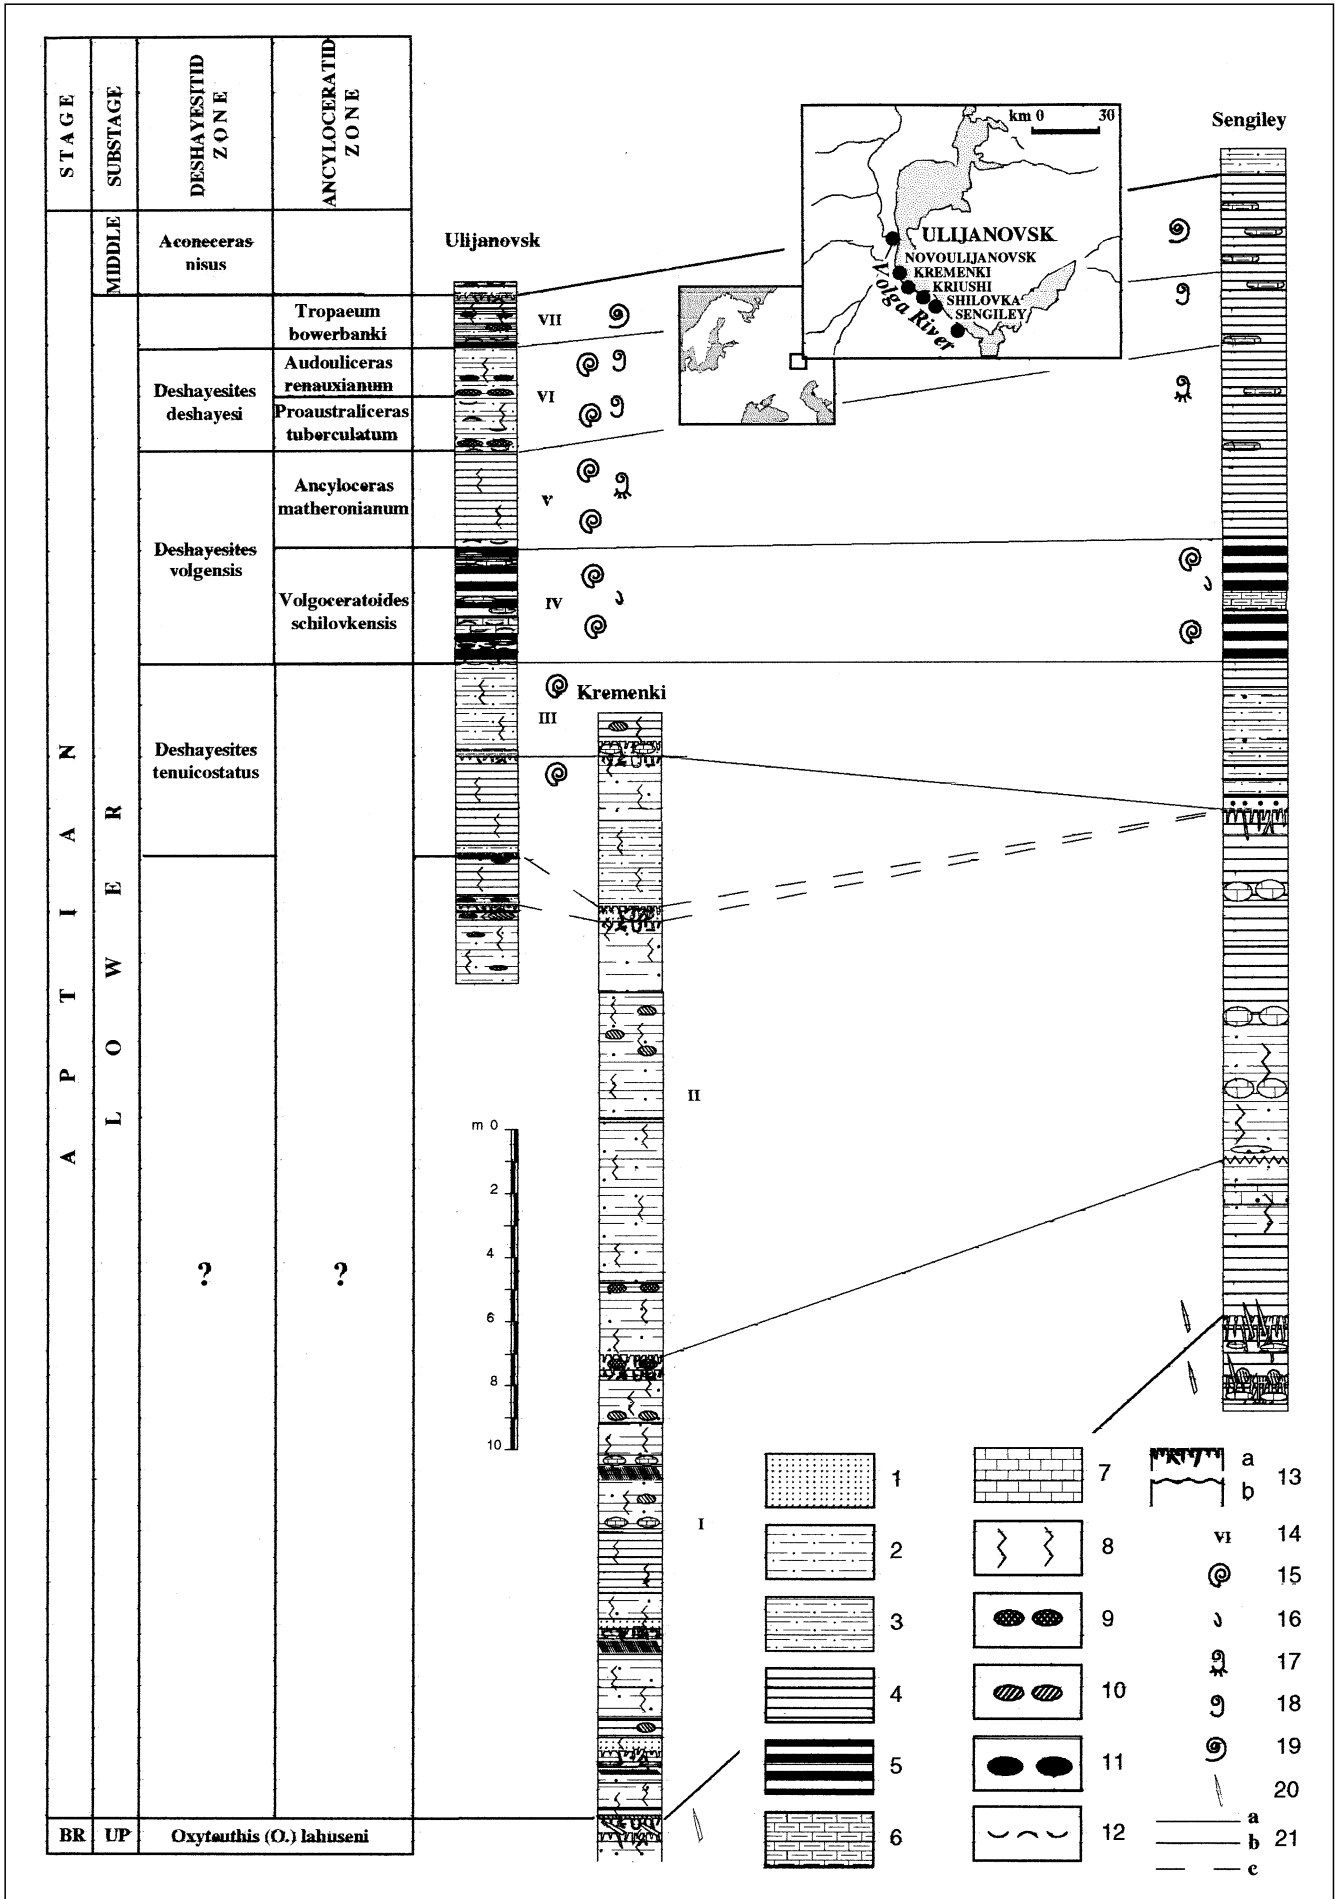 STAGE
SUBSTAGE
DESHAYESITID
ZONE
ANCYLOCERATID
ZONE
MIDDLE
Aconeceras
nisus
Tropaeum
bowerbanki
Deshayesites
deshayesi
Audouliceras
renauxianum
Proaustraliceras
tuberculatum
Deshayesites
volgensis
Ancyloceras
matheronianum
Volgoceratoides
schilovkensis
Deshayesites
tenuicostatus
APTIAN
LOWER
?
?
BR
UP
Oxyteuthis (O.) lahuseni
Ulijanovsk
VII
VI
V
IV
III
Kremenki
II
I
m 0
2
4
6
8
10
km 0 30
ULIJANOVSK
NOVOULIJANOVSK
KREMENKI
KRIUSHI
SHILOVKA
SENGILEY
Volga River
Sengiley
1
2
3
4
5
6
7
8
9
10
11
12
a
b
13
VI 14
15
16
17
18
19
20
a
b
c
21